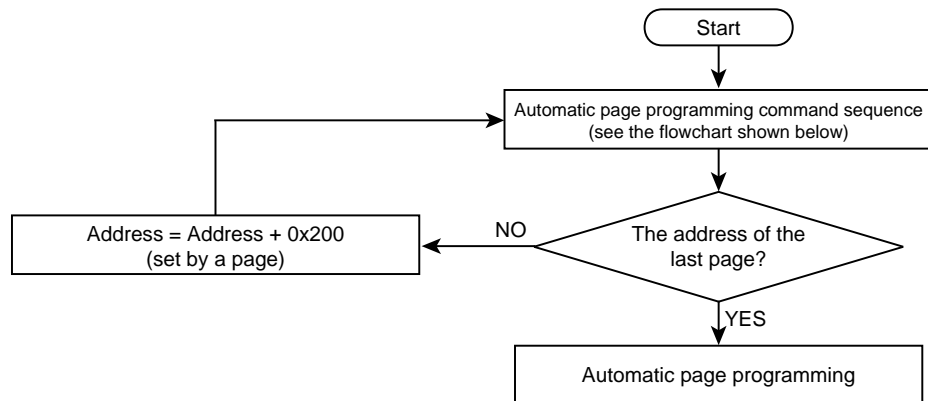 Start
Automatic page programming command sequence
(see the flowchart shown below)
The address of the
last page?
NO
Address = Address + 0x200
(set by a page)
YES
Automatic page programming